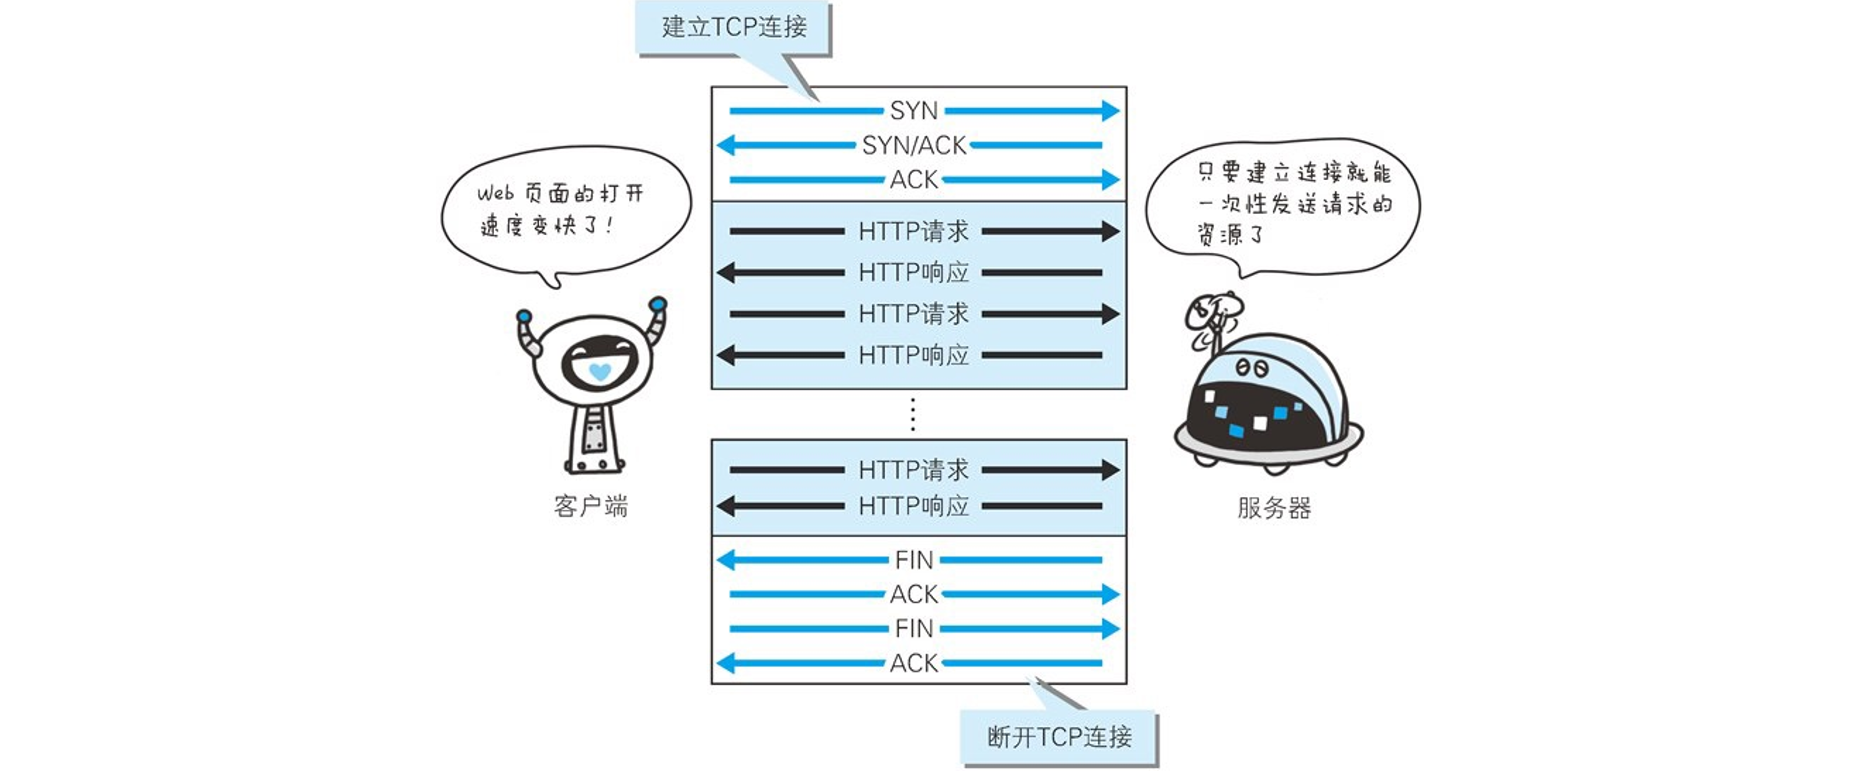 建立TCP连接
SYN
SYN/ACK
ACK
Web 页面的打开
速度变快了!
只要建立连接就能
一次性发送请求的
资源了
HTTP请求
HTTP响应
HTTP请求
HTTP响应
HTTP请求
HTTP响应
客户端
服务器
FIN
ACK
FIN
ACK
断开TCP连接